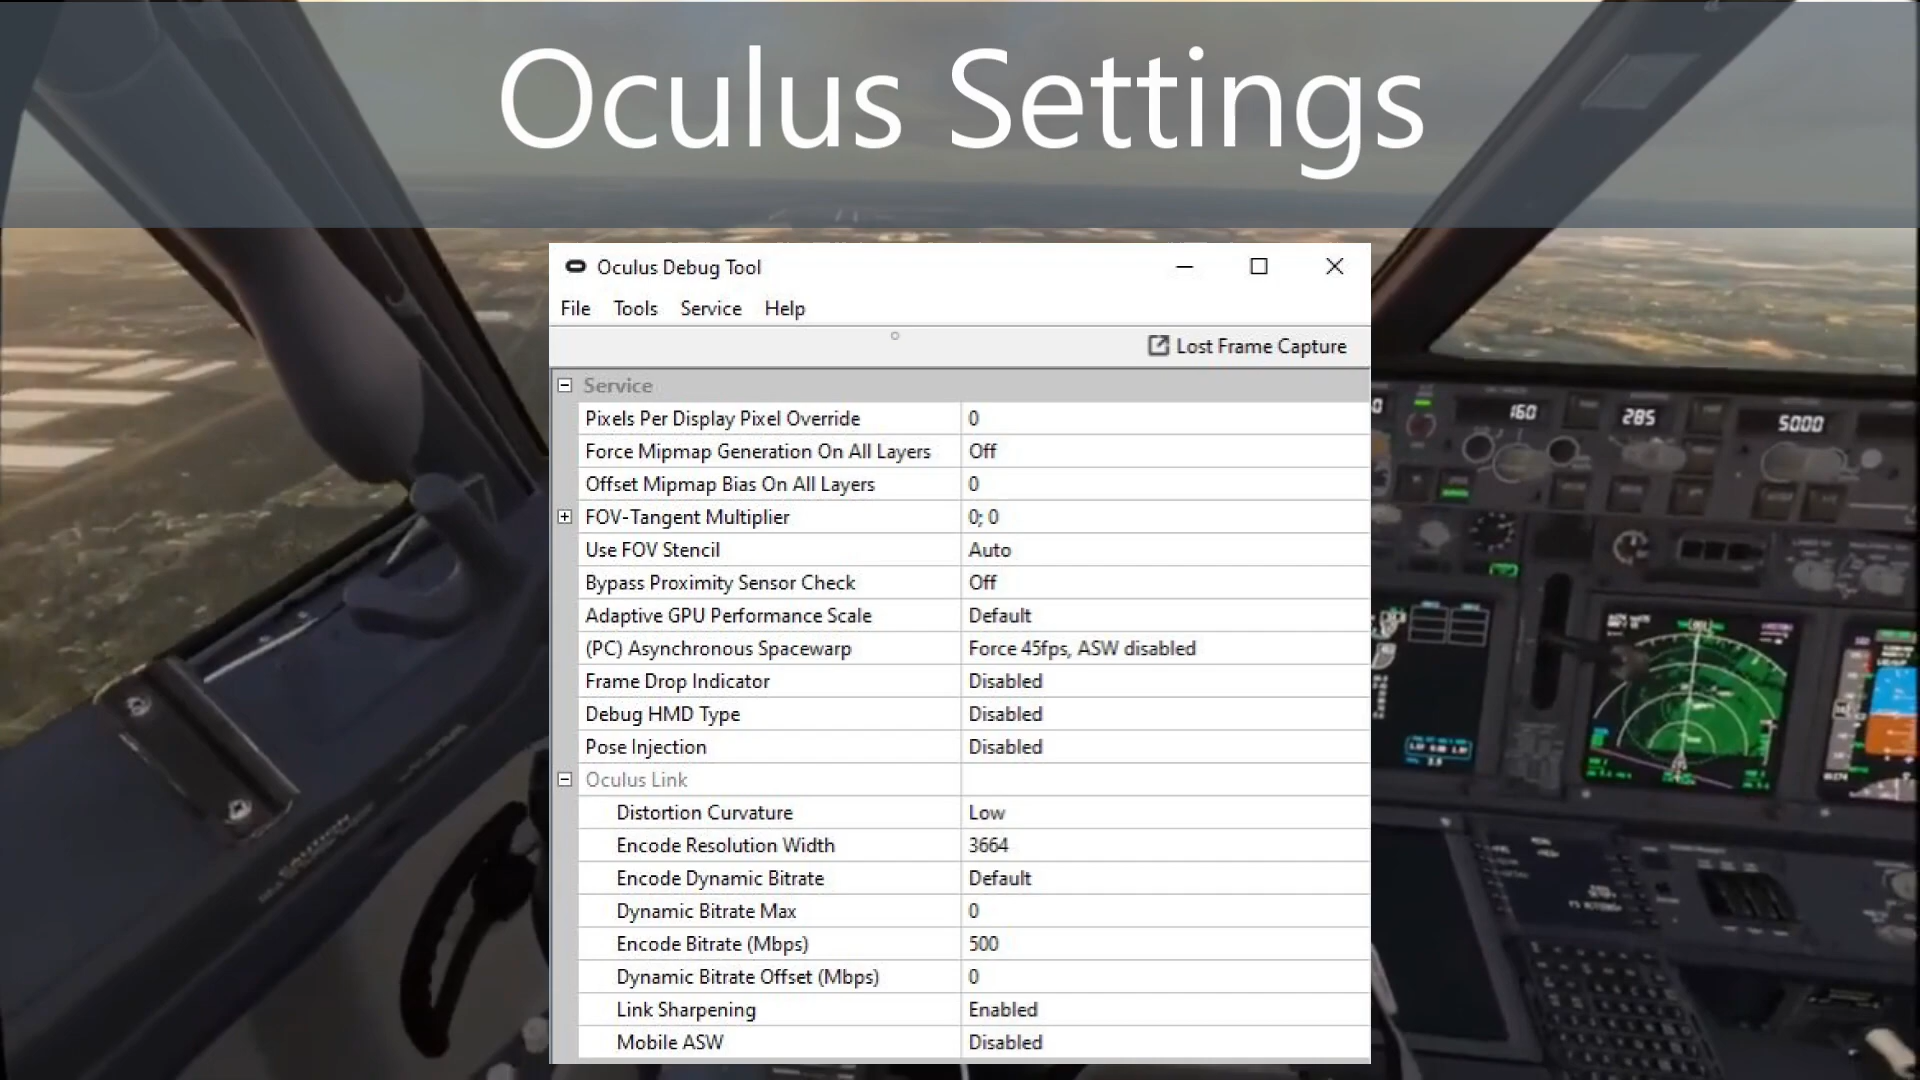 Oculus Settings
Oculus Debug Tool
File Tools Service Help
Lost Frame Capture
Service
Pixels Per Display Pixel Override 0
Force Mipmap Generation On All Layers Off
Offset Mipmap Bias On All Layers 0
FOV-Tangent Multiplier 0; 0
Use FOV Stencil Auto
Bypass Proximity Sensor Check Off
Adaptive GPU Performance Scale Default
(PC) Asynchronous Spacewarp Force 45fps, ASW disabled
Frame Drop Indicator Disabled
Debug HMD Type Disabled
Pose Injection Disabled
Oculus Link
Distortion Curvature Low
Encode Resolution Width 3664
Encode Dynamic Bitrate Default
Dynamic Bitrate Max 0
Encode Bitrate (Mbps) 500
Dynamic Bitrate Offset (Mbps) 0
Link Sharpening Enabled
Mobile ASW Disabled
160 285 5000